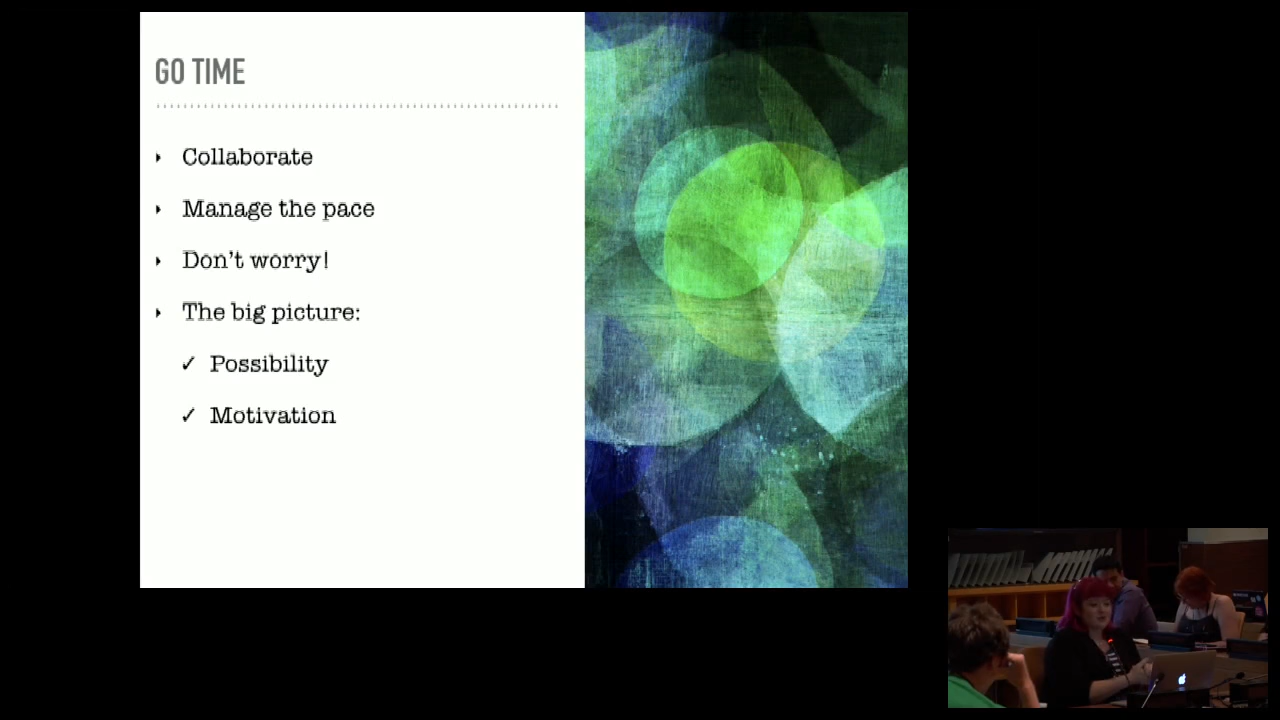 GO TIME
Collaborate
Manage the pace
Don't worry!
The big picture:
✓ Possibility
✓ Motivation